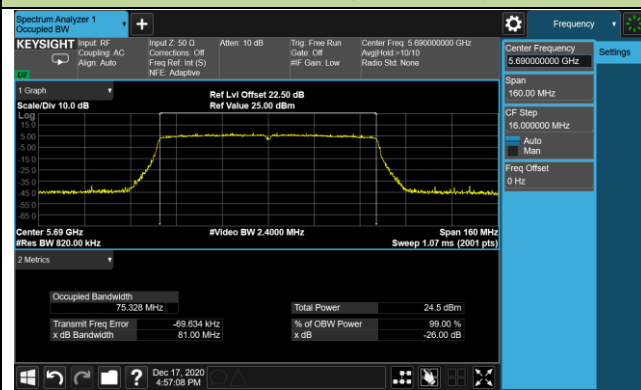 Spectrum Analyzer 1
Occupied BW
+
Frequency
KEYSIGHT
Input: RF
Coupling: AC
Align: Auto
Input Z: 50 Ω
Corrections: Off
Freq Ref: Int (S)
NFE: Adaptive
Atten: 10 dB
Trig: Free Run
Gate: Off
#IF Gain: Low
Center Freq: 5.690000000 GHz
Avg|Hold:>10/10
Radio Std: None
LXI
Center Frequency
5.690000000 GHz
Settings
Span
160.00 MHz
CF Step
16.000000 MHz
Auto
Man
Freq Offset
0 Hz
1 Graph
Scale/Div 10.0 dB
Ref Lvl Offset 22.50 dB
Ref Value 25.00 dBm
Log
15.0
5.00
-5.00
-15.0
-25.0
-35.0
-45.0
-55.0
-65.0
Center 5.69 GHz
#Res BW 820.00 kHz
#Video BW 2.4000 MHz
Span 160 MHz
Sweep 1.07 ms (2001 pts)
2 Metrics
Occupied Bandwidth
75.328 MHz
Total Power 24.5 dBm
Transmit Freq Error -69.634 kHz
% of OBW Power 99.00 %
x dB Bandwidth 81.00 MHz
x dB -26.00 dB
?
Dec 17, 2020
4:57:08 PM